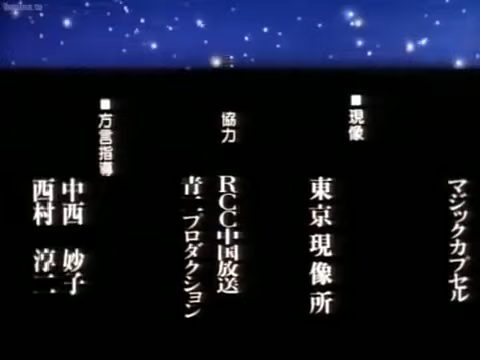 マジックカプセル
■現像
東京現像所
協力
RCC中国放送
青二プロダクション
■方言指導
中西 妙子
西村 淳二